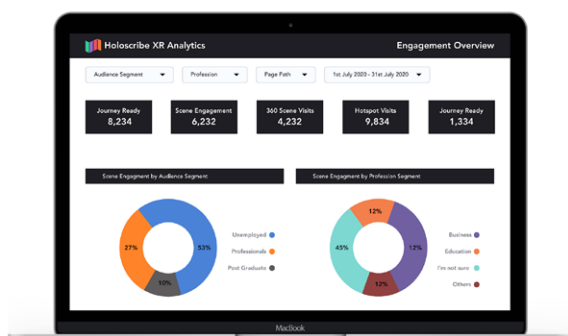 Holoscribe XR Analytics
Engagement Overview
Audience Segment
Profession
Page Path
1st July 2020 - 31st July 2020
Journey Ready
8,234
Scene Engagement
6,232
360 Scene Visits
4,232
Hotspot Visits
9,834
Journey Ready
1,334
Scene Engagment by Audience Segment
Scene Engagment by Profession Segment
27%
53%
10%
Unemployed
Professionals
Post Graduate
12%
45%
12%
12%
Business
Education
I'm not sure
Others
MacBook